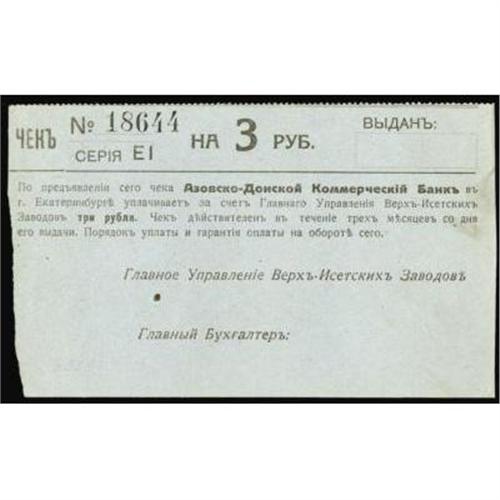 ЧЕКЪ № 18644 СЕРІЯ EI НА 3 РУБ. ВЫДАНЪ:
По предъявленіи сего чека Азовско-Донской Коммерческій Банкъ въ
г. Екатеринбургѣ уплачиваетъ за счетъ Главнаго Управленія Верхъ-Исетскихъ
Заводовъ три рубля. Чекъ дѣйствителенъ въ теченіе трехъ мѣсяцевъ со дня
его выдачи. Порядокъ уплаты и гарантія оплаты на оборотѣ сего.
Главное Управленіе Верхъ-Исетскихъ Заводовъ
Главный Бухгалтеръ: